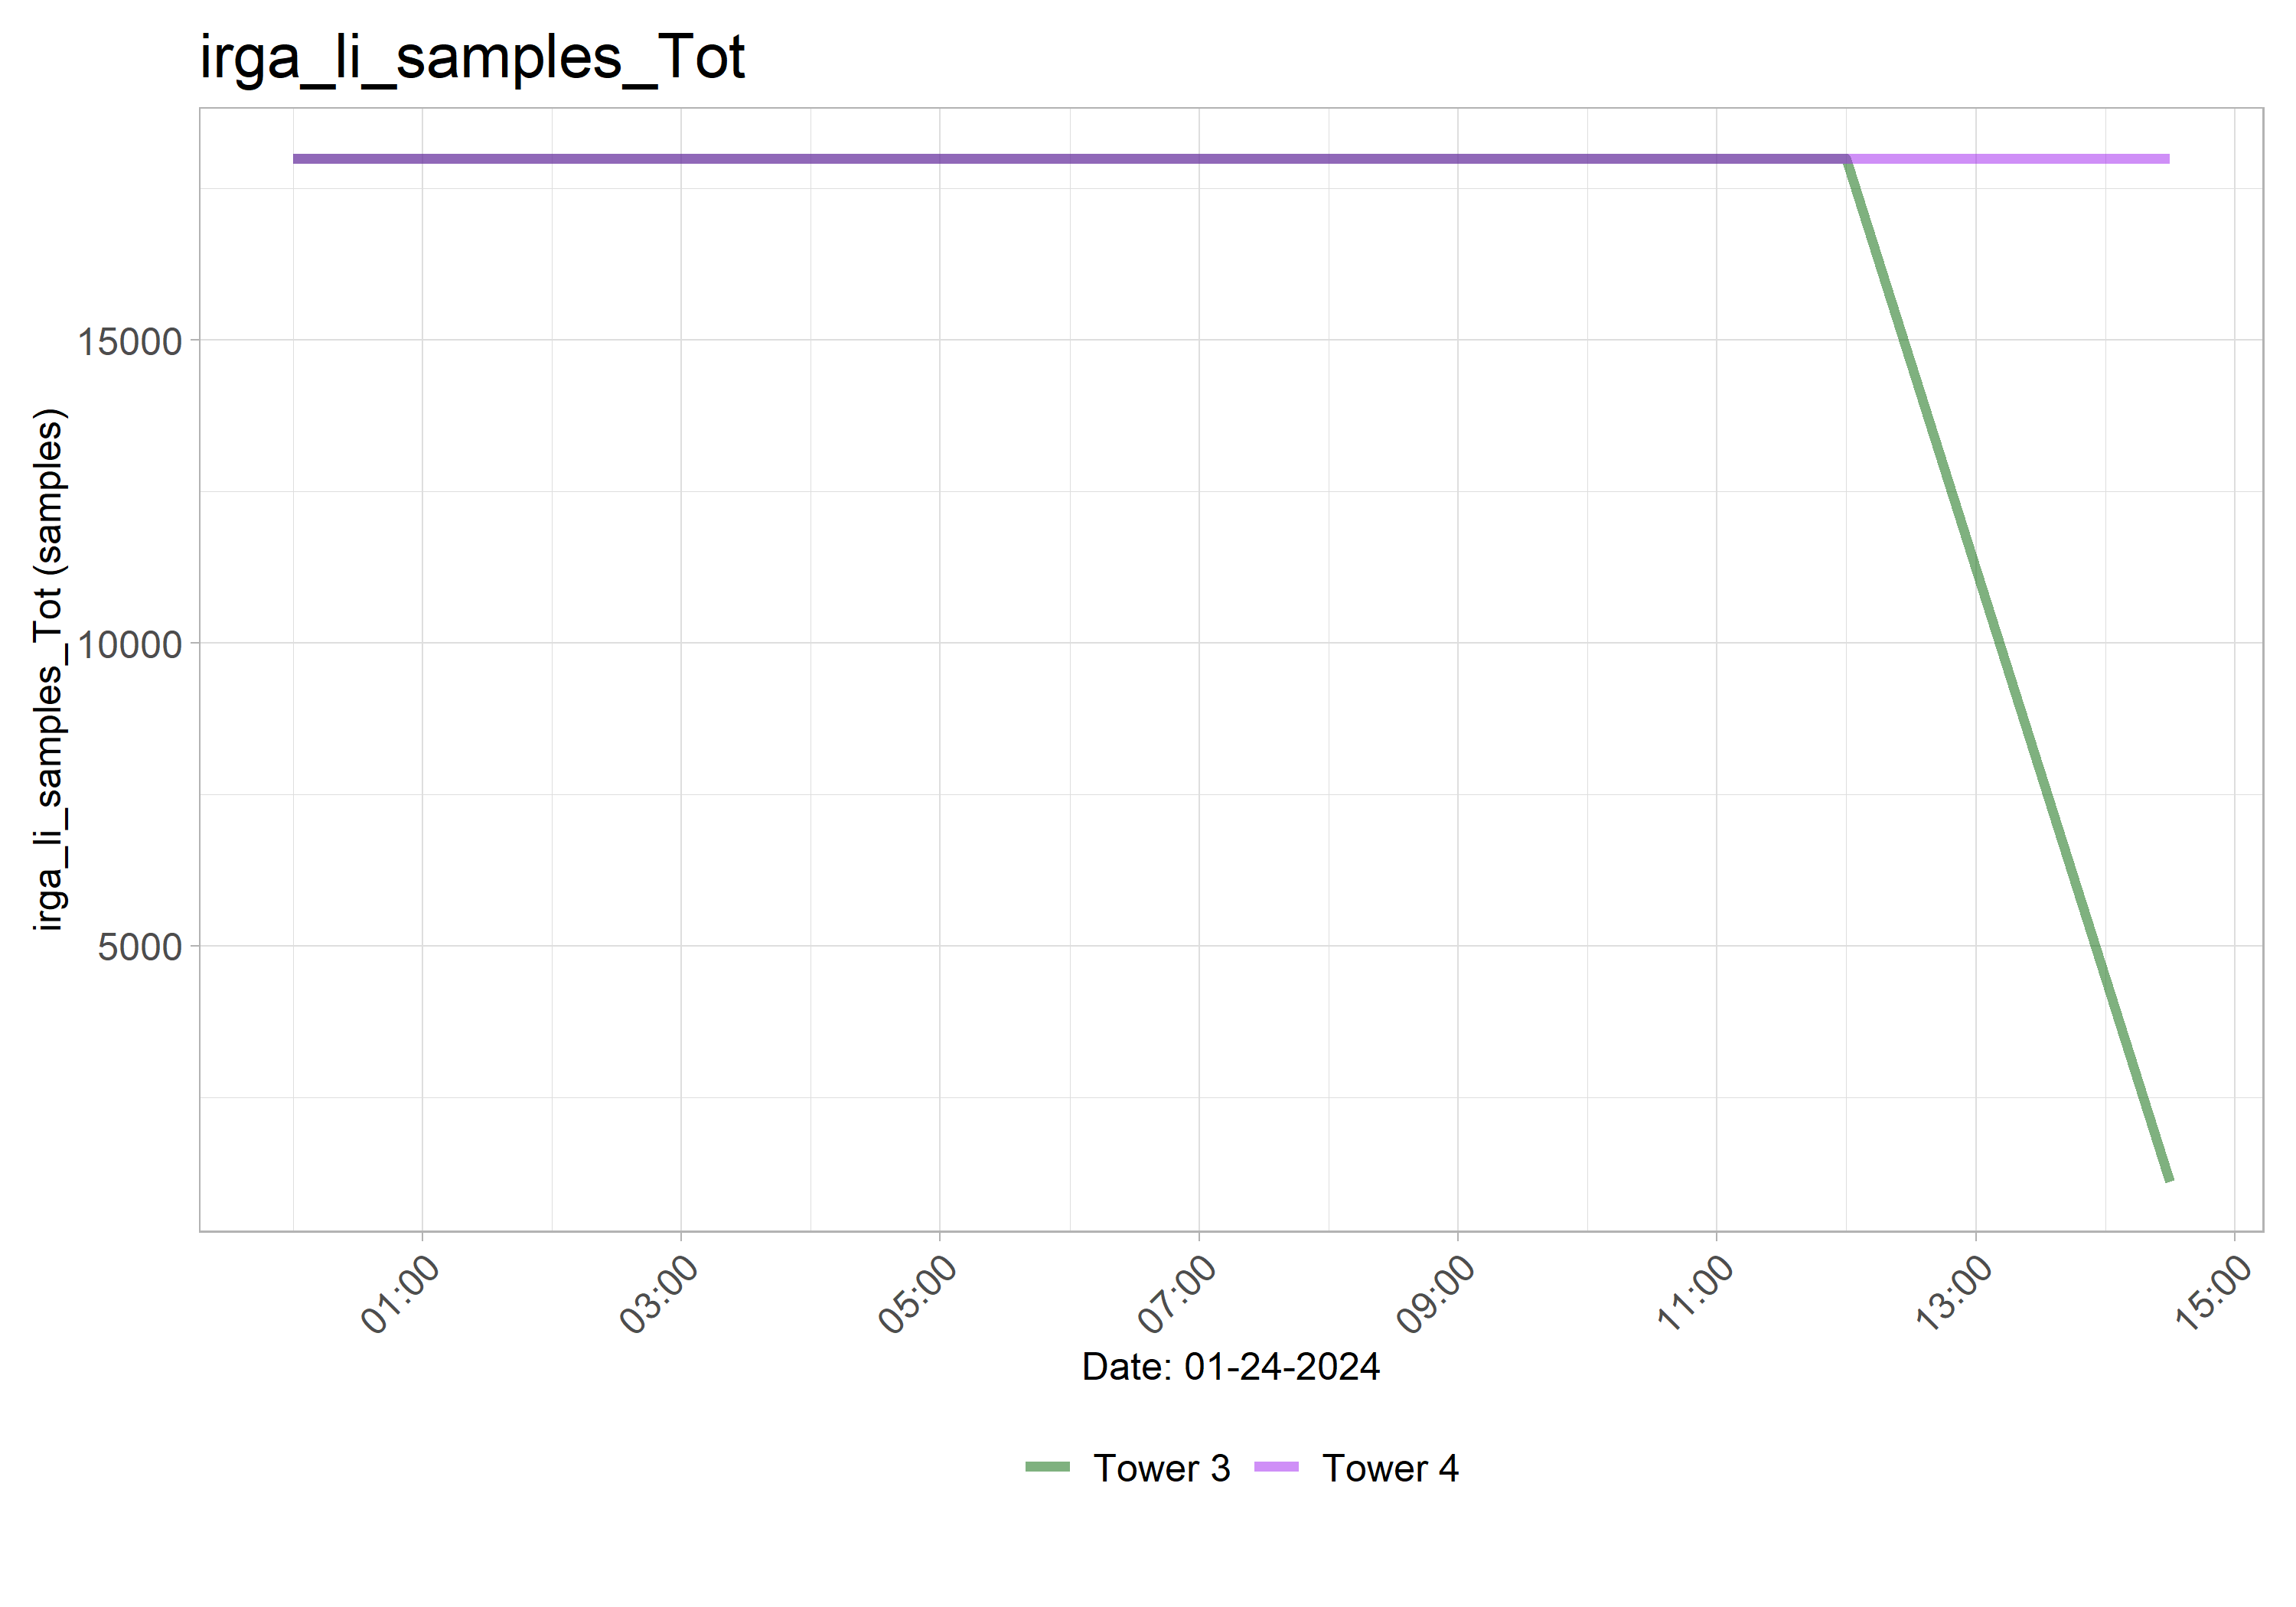 irga_li_samples_Tot
irga_li_samples_Tot (samples)
15000
10000
5000
01:00
03:00
05:00
07:00
09:00
11:00
13:00
15:00
Date: 01-24-2024
Tower 3
Tower 4